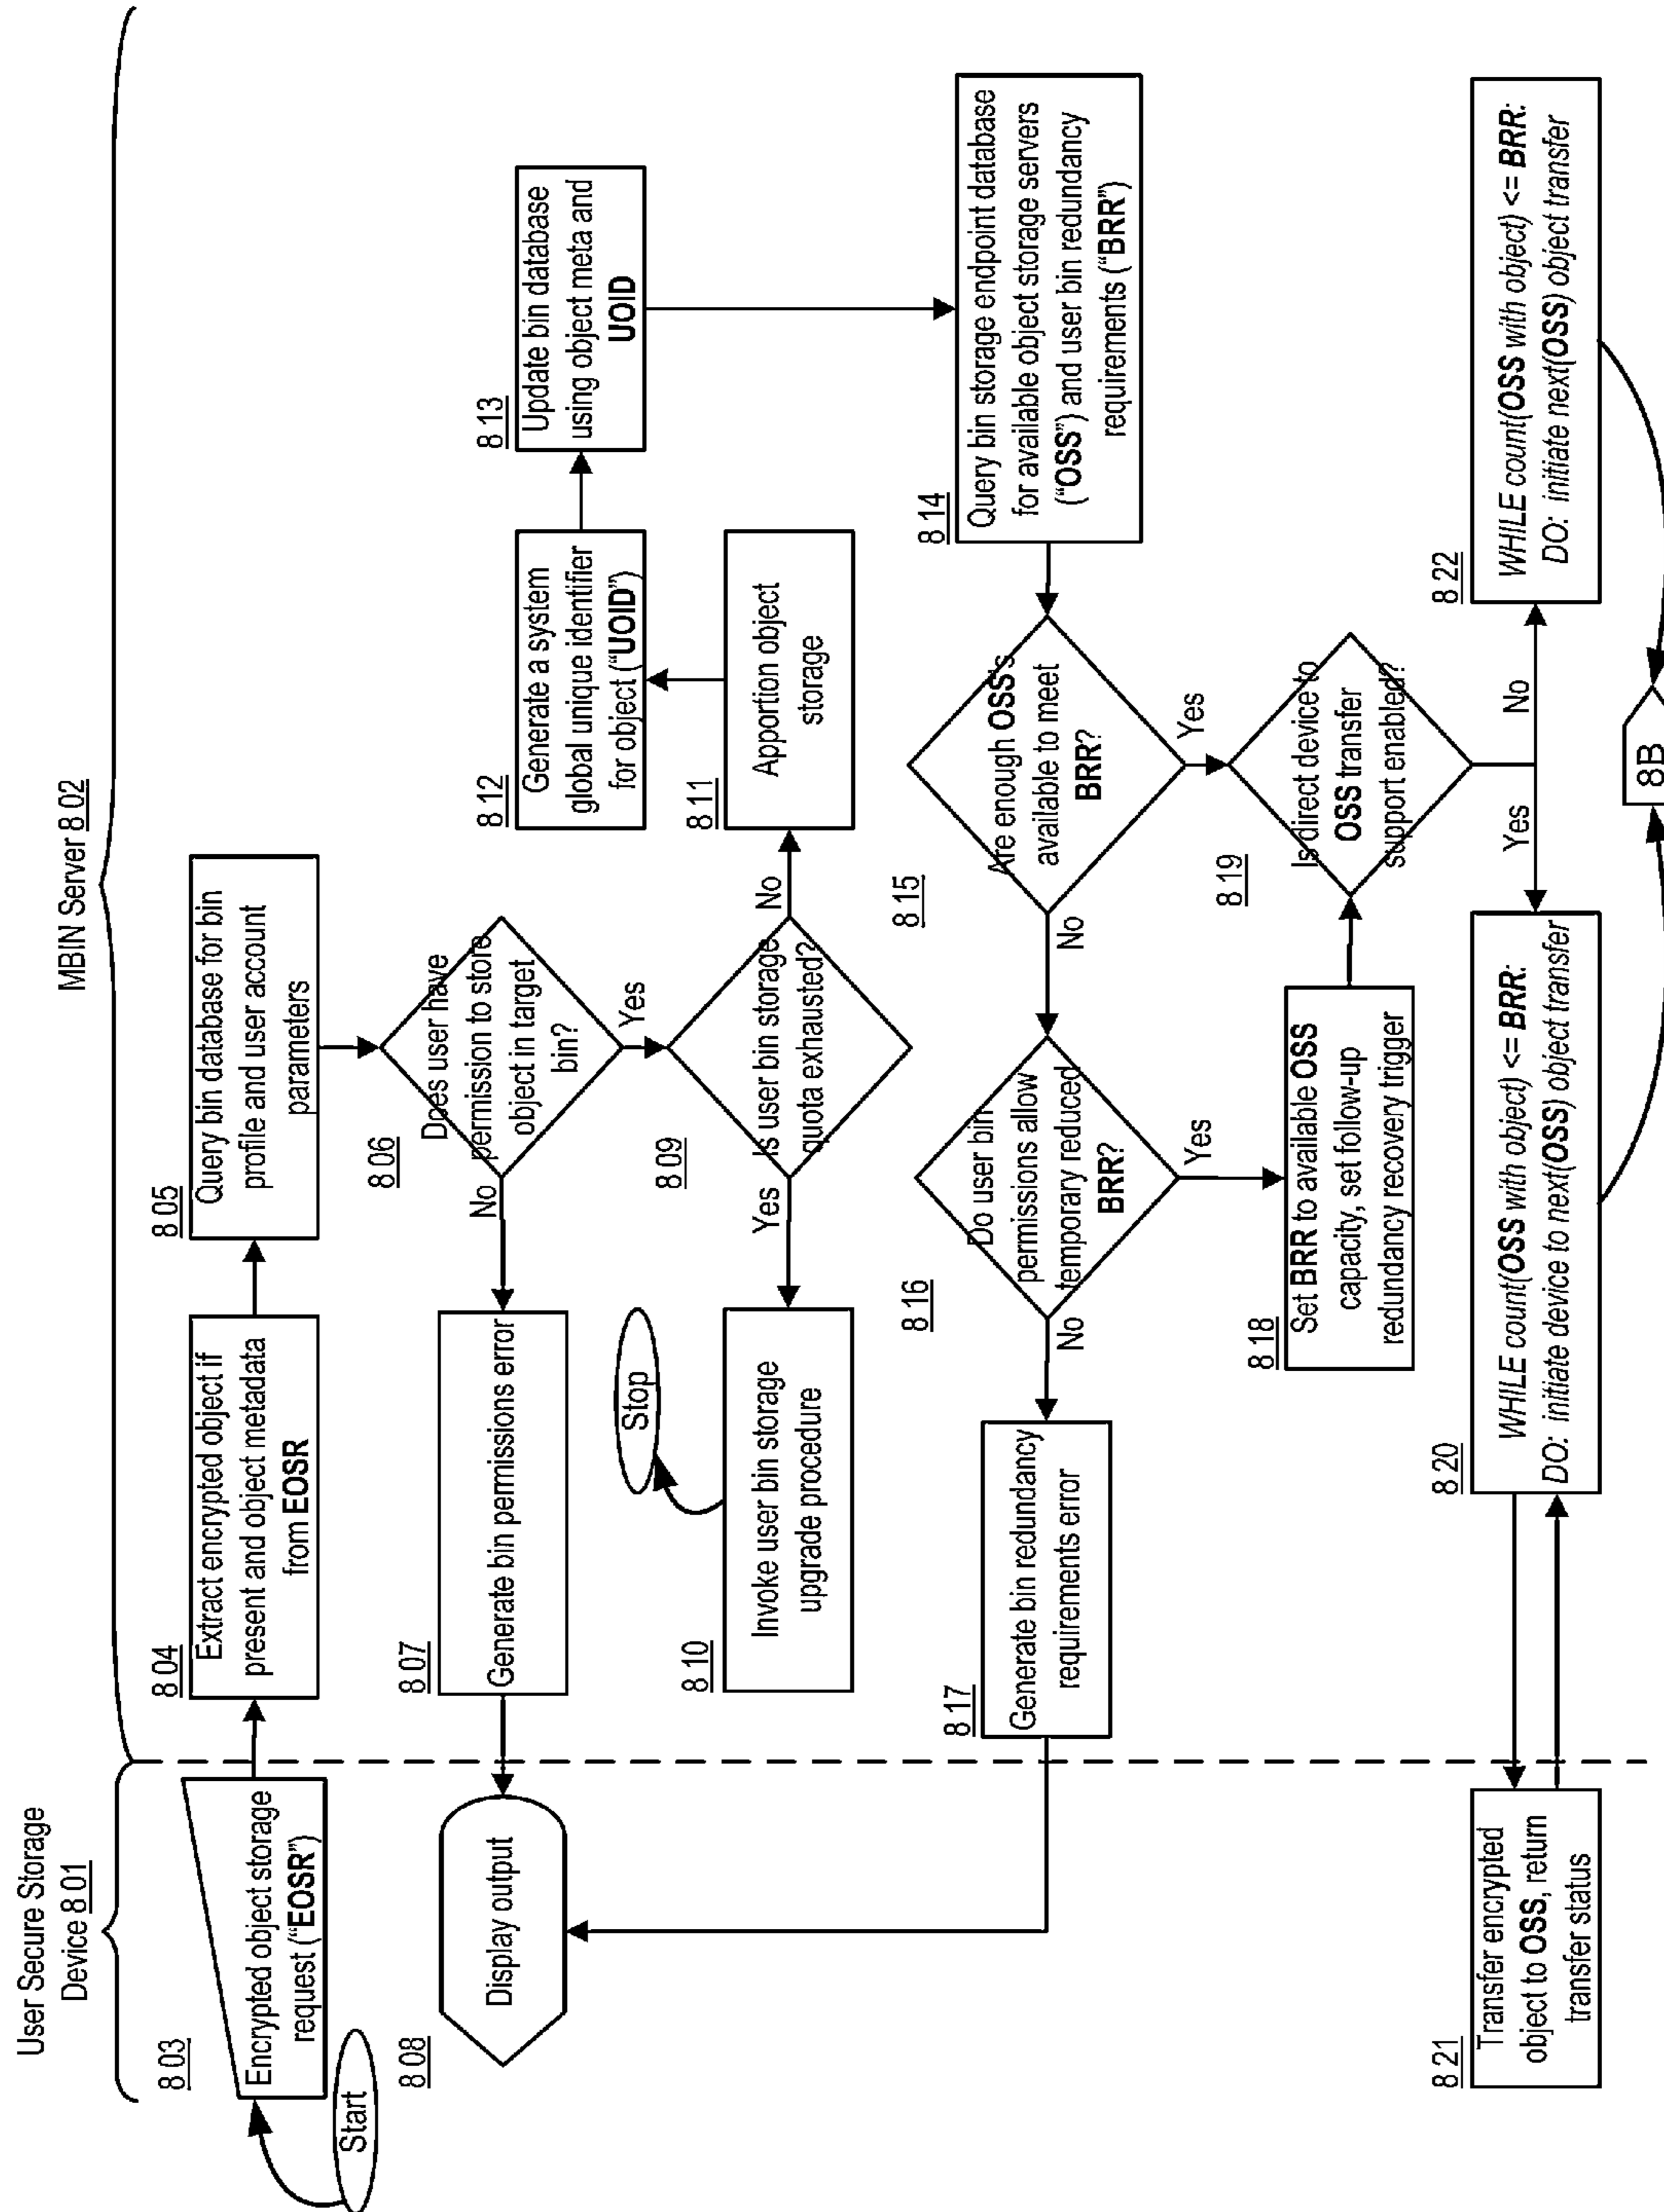 User Secure Storage
Device 8 01
MBIN Server 8 02
8 03
Encrypted object storage
request (“EOSR”)
Start
8 04
Extract encrypted object if
present and object metadata
from EOSR
8 05
Query bin database for bin
profile and user account
parameters
8 06
Does user have
permission to store
object in target
bin?
No
Yes
8 07
Generate bin permissions error
8 08
Display output
8 09
Is user bin storage
quota exhausted?
Yes
No
8 10
Invoke user bin storage
upgrade procedure
Stop
8 11
Apportion object
storage
8 12
Generate a system
global unique identifier
for object (“UOID”)
8 13
Update bin database
using object meta and
UOID
8 14
Query bin storage endpoint database
for available object storage servers
(“OSS”) and user bin redundancy
requirements (“BRR”)
8 15
Are enough OSS's
available to meet
BRR?
No
Yes
8 16
Do user bin
permissions allow
temporary reduced
BRR?
No
Yes
8 17
Generate bin redundancy
requirements error
8 18
Set BRR to available OSS
capacity, set follow-up
redundancy recovery trigger
8 19
Is direct device to
OSS transfer
support enabled?
Yes
No
8 20
WHILE count(OSS with object) <= BRR:
DO: initiate device to next(OSS) object transfer
8 21
Transfer encrypted
object to OSS, return
transfer status
8 22
WHILE count(OSS with object) <= BRR:
DO: initiate next(OSS) object transfer
8B